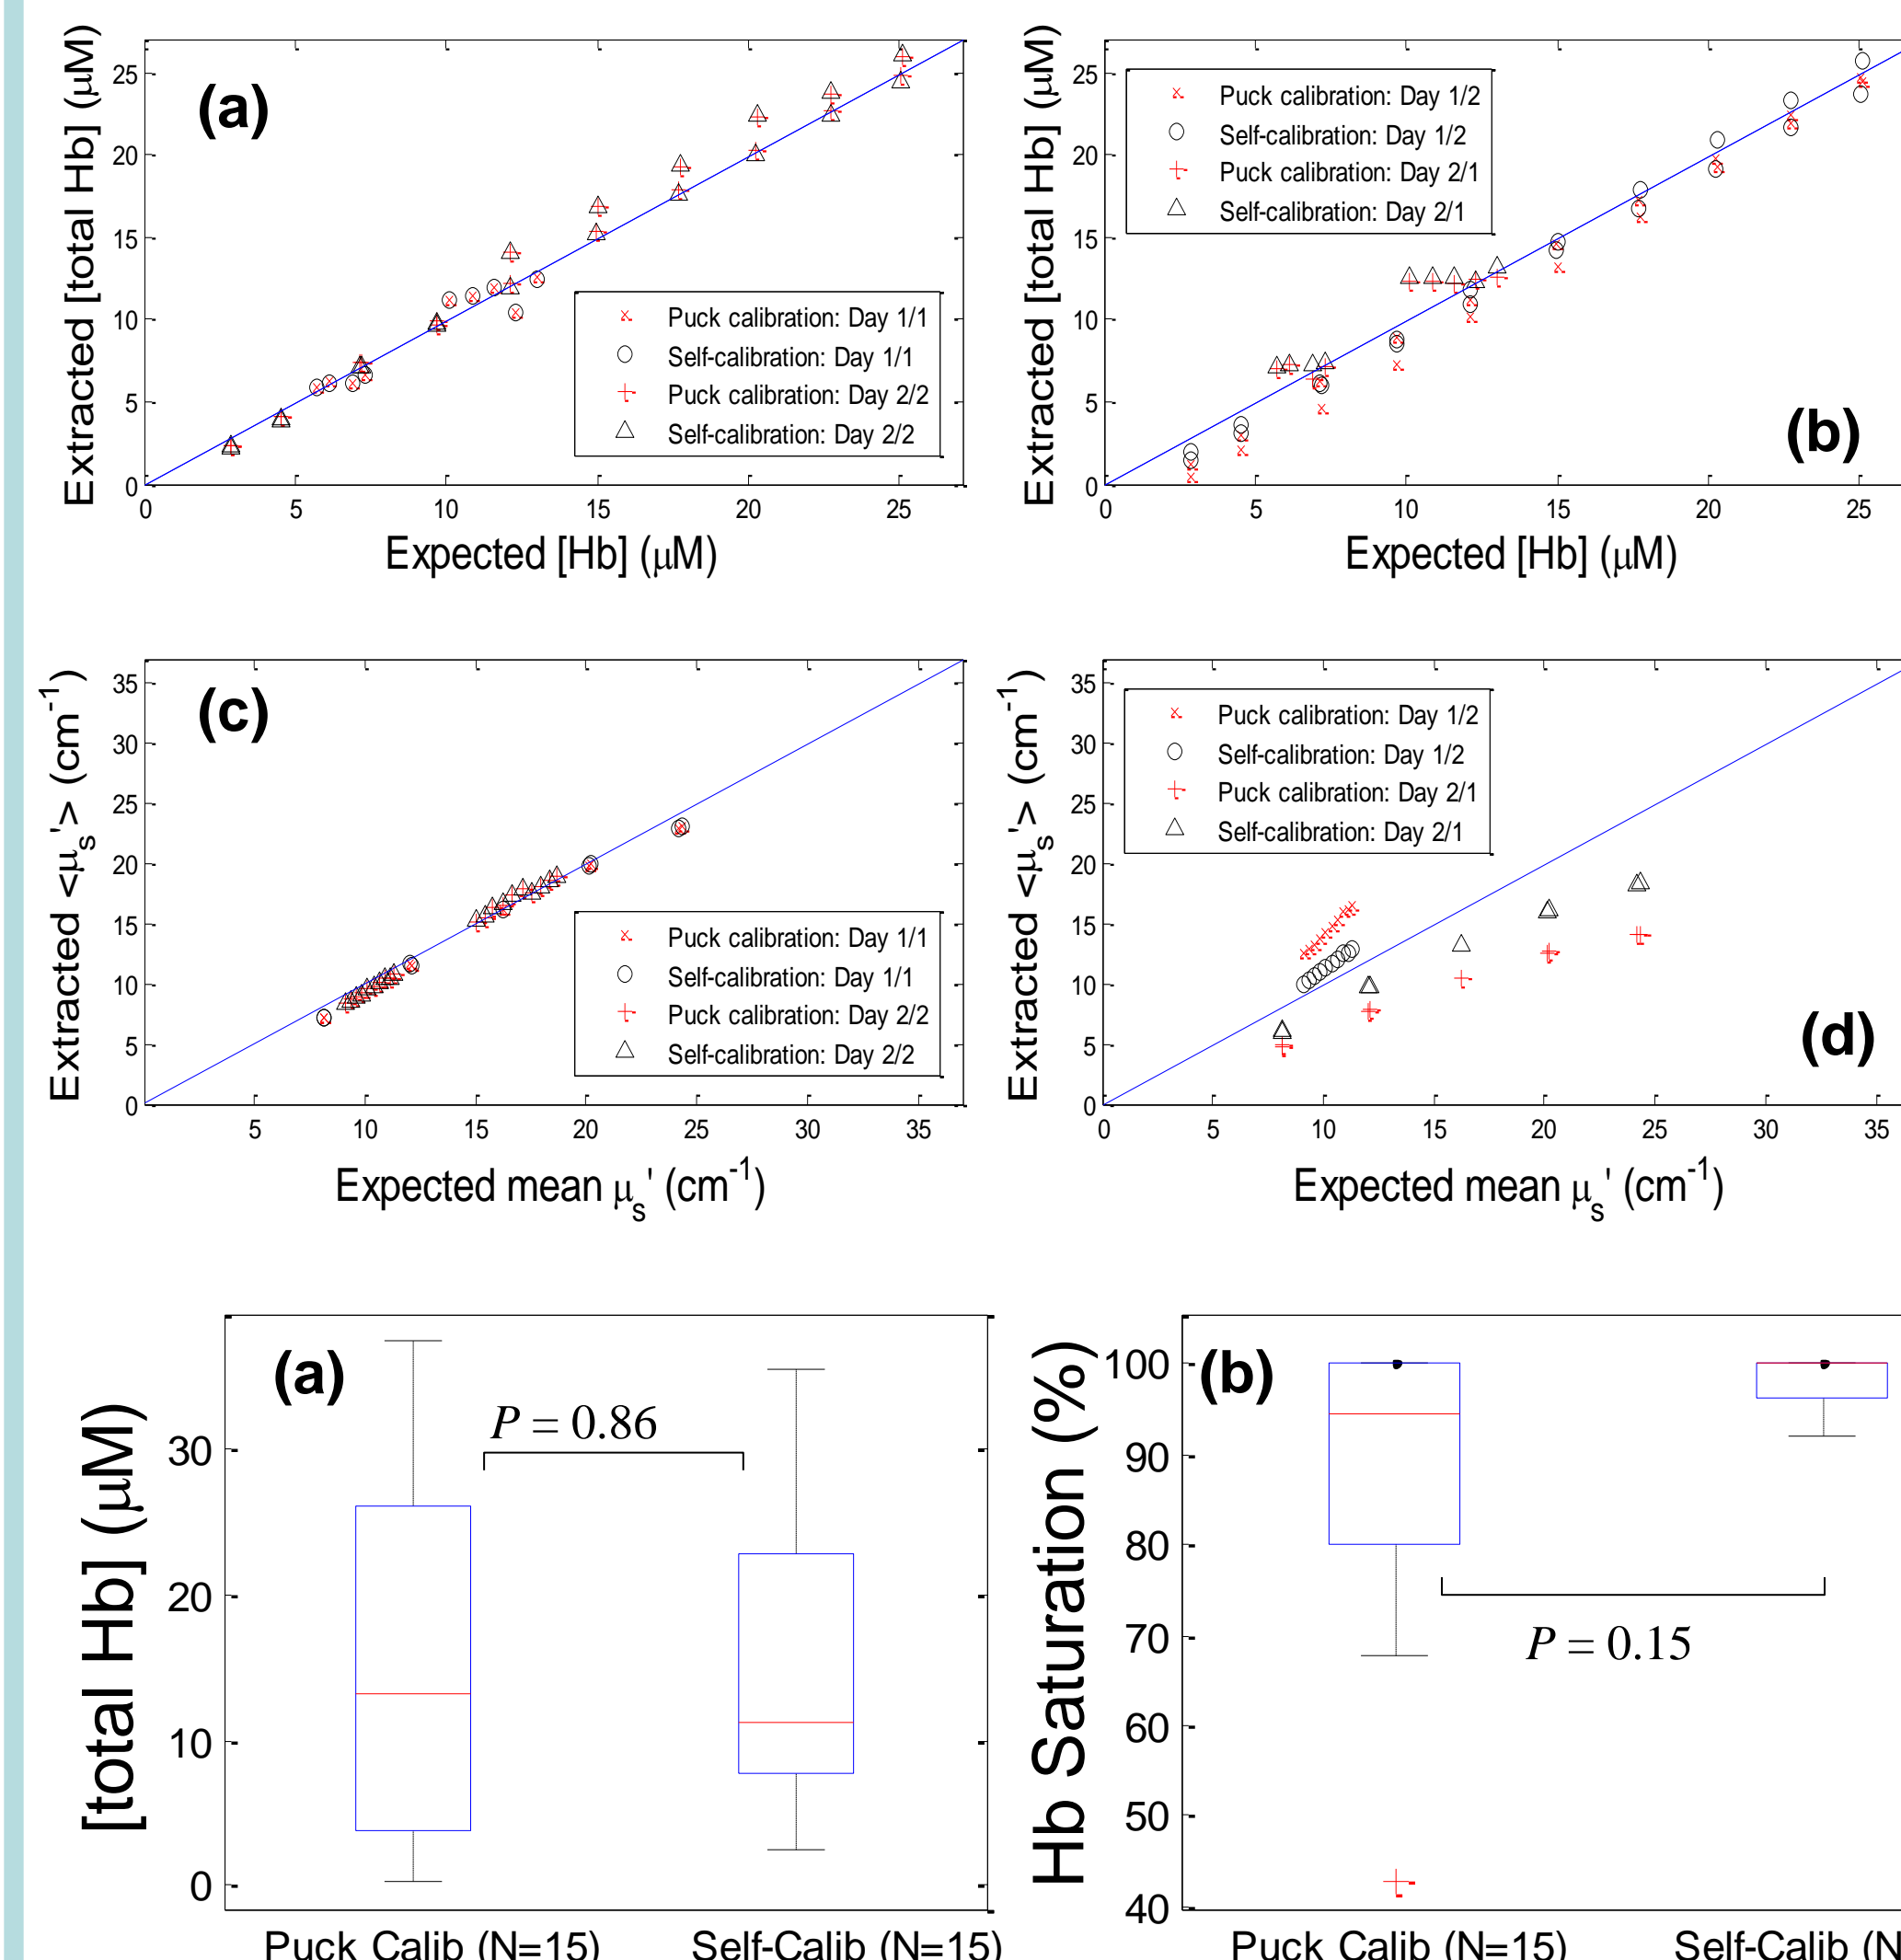 (a)
Extracted [total Hb] (μM)
25
20
15
10
5
0
0 5 10 15 20 25
Expected [Hb] (μM)
Puck calibration: Day 1/1
Self-calibration: Day 1/1
Puck calibration: Day 2/2
Self-calibration: Day 2/2
(b)
Extracted [total Hb] (μM)
25
20
15
10
5
0
0 5 10 15 20 25
Expected [Hb] (μM)
Puck calibration: Day 1/2
Self-calibration: Day 1/2
Puck calibration: Day 2/1
Self-calibration: Day 2/1
(c)
Extracted <μs'> (cm-1)
35
30
25
20
15
10
5
0
5 10 15 20 25 30 35
Expected mean μs' (cm-1)
Puck calibration: Day 1/1
Self-calibration: Day 1/1
Puck calibration: Day 2/2
Self-calibration: Day 2/2
(d)
Extracted <μs'> (cm-1)
35
30
25
20
15
10
5
0
0 5 10 15 20 25 30 35
Expected mean μs' (cm-1)
Puck calibration: Day 1/2
Self-calibration: Day 1/2
Puck calibration: Day 2/1
Self-calibration: Day 2/1
(a)
[total Hb] (μM)
30
20
10
0
P = 0.86
Puck Calib (N=15) Self-Calib (N=15)
(b)
Hb Saturation (%)
100
90
80
70
60
50
40
P = 0.15
Puck Calib (N=15) Self-Calib (N